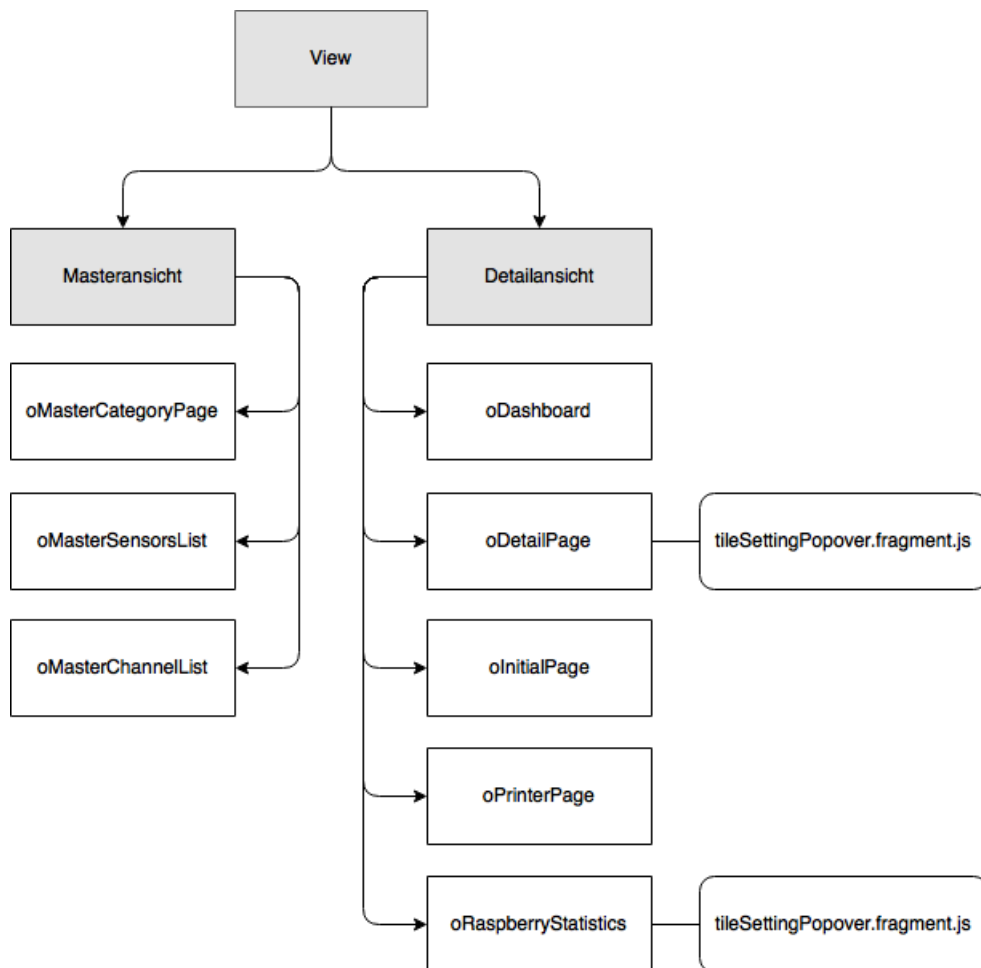 View
Masteransicht
Detailansicht
oMasterCategoryPage
oDashboard
oMasterSensorsList
oDetailPage
tileSettingPopover.fragment.js
oMasterChannelList
oInitialPage
oPrinterPage
oRaspberryStatistics
tileSettingPopover.fragment.js